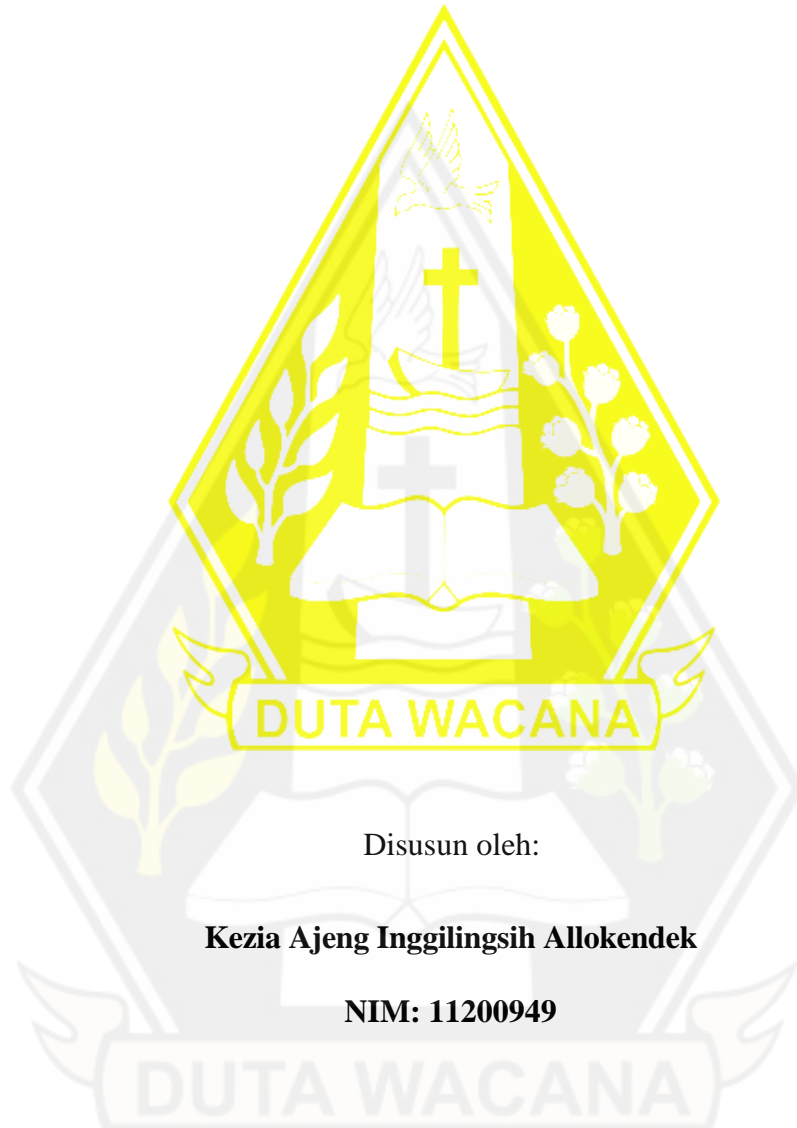 DUTA WACANA
Disusun oleh:
Kezia Ajeng Inggilingsih Allokendek
NIM: 11200949
DUTA WACANA